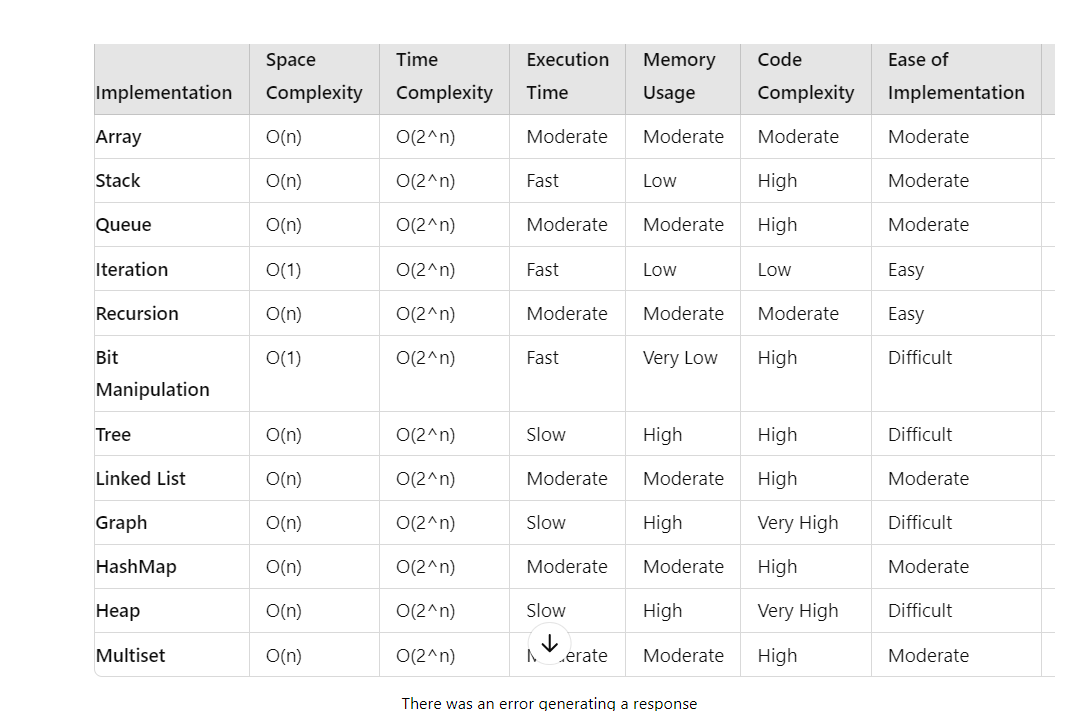 Implementation Space Complexity Time Complexity Execution Time Memory Usage Code Complexity Ease of Implementation
Array O(n) O(2^n) Moderate Moderate Moderate Moderate
Stack O(n) O(2^n) Fast Low High Moderate
Queue O(n) O(2^n) Moderate Moderate High Moderate
Iteration O(1) O(2^n) Fast Low Low Easy
Recursion O(n) O(2^n) Moderate Moderate Moderate Easy
Bit Manipulation O(1) O(2^n) Fast Very Low High Difficult
Tree O(n) O(2^n) Slow High High Difficult
Linked List O(n) O(2^n) Moderate Moderate High Moderate
Graph O(n) O(2^n) Slow High Very High Difficult
HashMap O(n) O(2^n) Moderate Moderate High Moderate
Heap O(n) O(2^n) Slow High Very High Difficult
Multiset O(n) O(2^n) Moderate Moderate High Moderate
There was an error generating a response